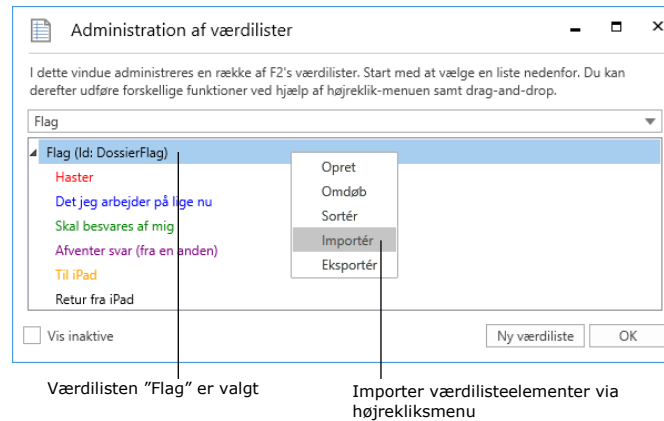 Administration af værdilister
I dette vindue administreres en række af F2's værdilister. Start med at vælge en liste nedenfor. Du kan
derefter udføre forskellige funktioner ved hjælp af højreklik-menuen samt drag-and-drop.
Flag
Flag (Id: DossierFlag)
Haster
Det jeg arbejder på lige nu
Skal besvares af mig
Afventer svar (fra en anden)
Til iPad
Retur fra iPad
Opret
Omdøb
Sortér
Importér
Eksportér
Vis inaktive
Ny værdiliste
OK
Værdilisten ”Flag” er valgt
Importer værdilisteelementer via
højrekliksmenu